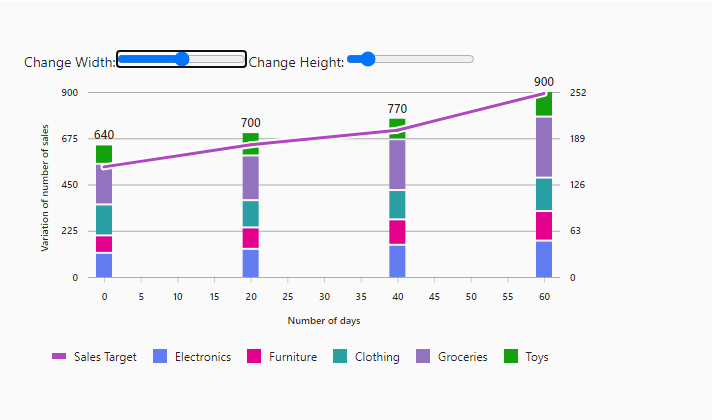 Change Width: Change Height:
900
900 252
770
675 700 189
640
450 126
225 63
0 0
0 5 10 15 20 25 30 35 40 45 50 55 60
Variation of number of sales
Number of days
Sales Target Electronics Furniture Clothing Groceries Toys